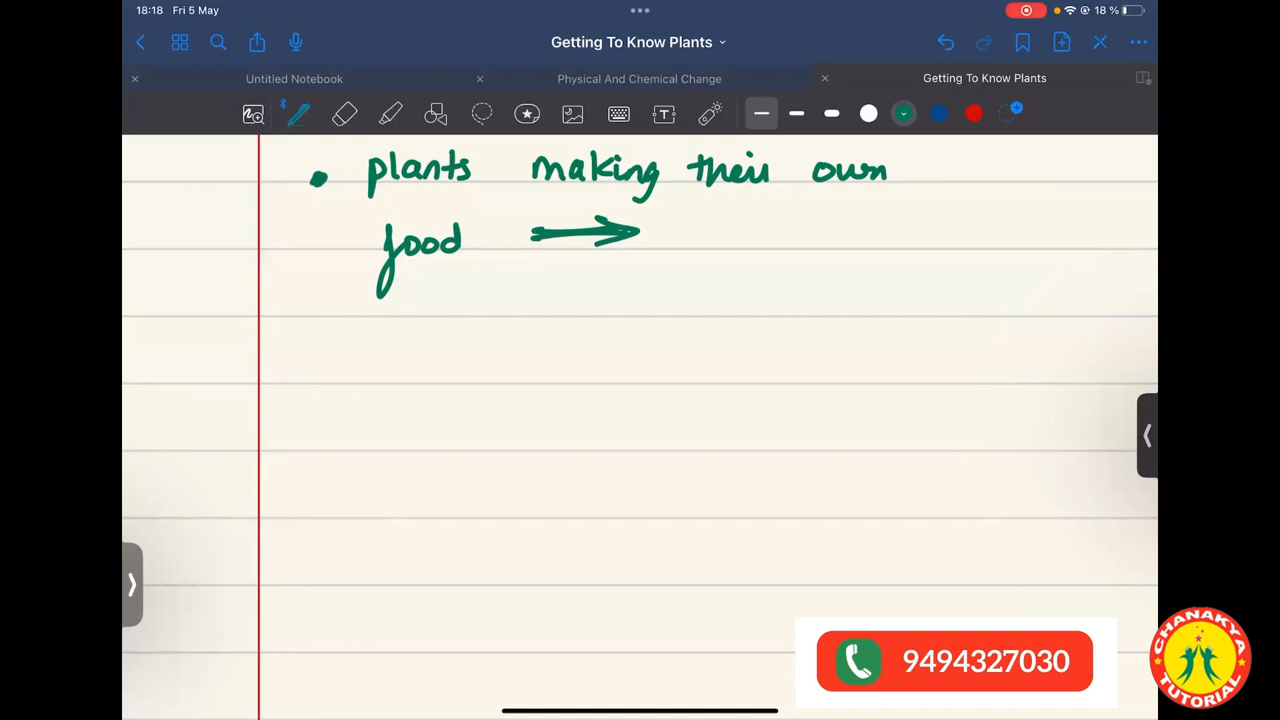 18:18 Fri 5 May
18 %
Getting To Know Plants
Untitled Notebook
Physical And Chemical Change
Getting To Know Plants
T
• plants making their own
food →
9494327030
CHANAKYA
TUTORIAL